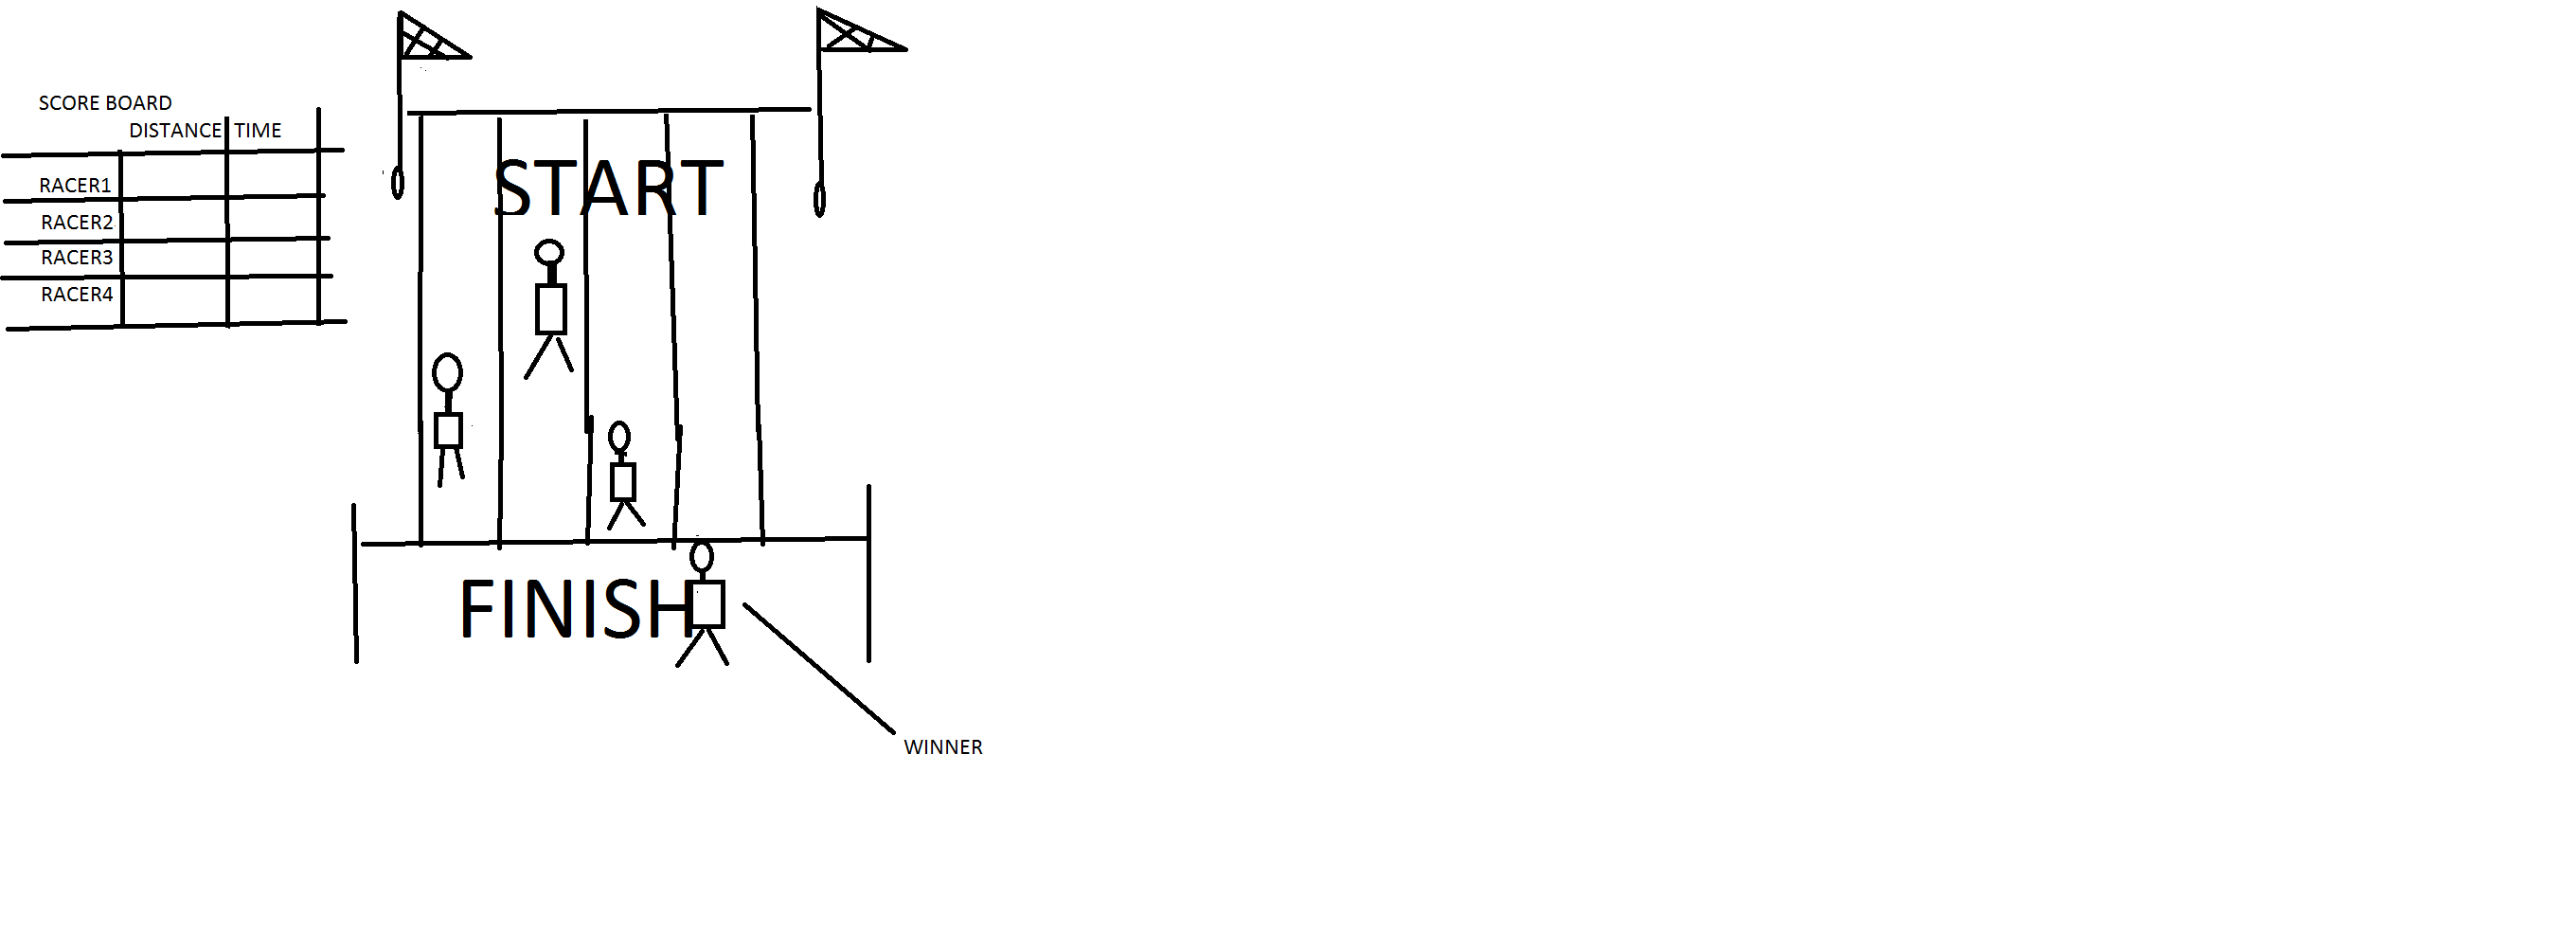 SCORE BOARD
DISTANCE TIME
RACER1
RACER2
RACER3
RACER4
START
FINISH
WINNER